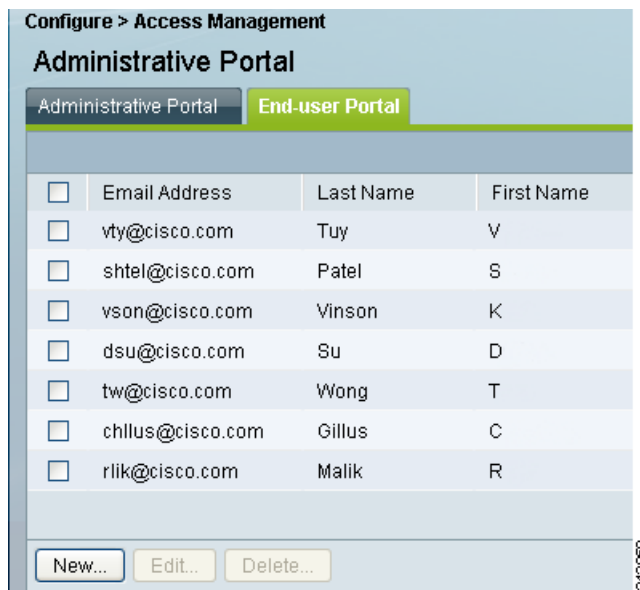 Configure > Access Management
Administrative Portal
Administrative Portal End-user Portal
Email Address Last Name First Name
vty@cisco.com Tuy V
shtel@cisco.com Patel S
vson@cisco.com Vinson K
dsu@cisco.com Su D
tw@cisco.com Wong T
chllus@cisco.com Gillus C
rlik@cisco.com Malik R
New... Edit... Delete...